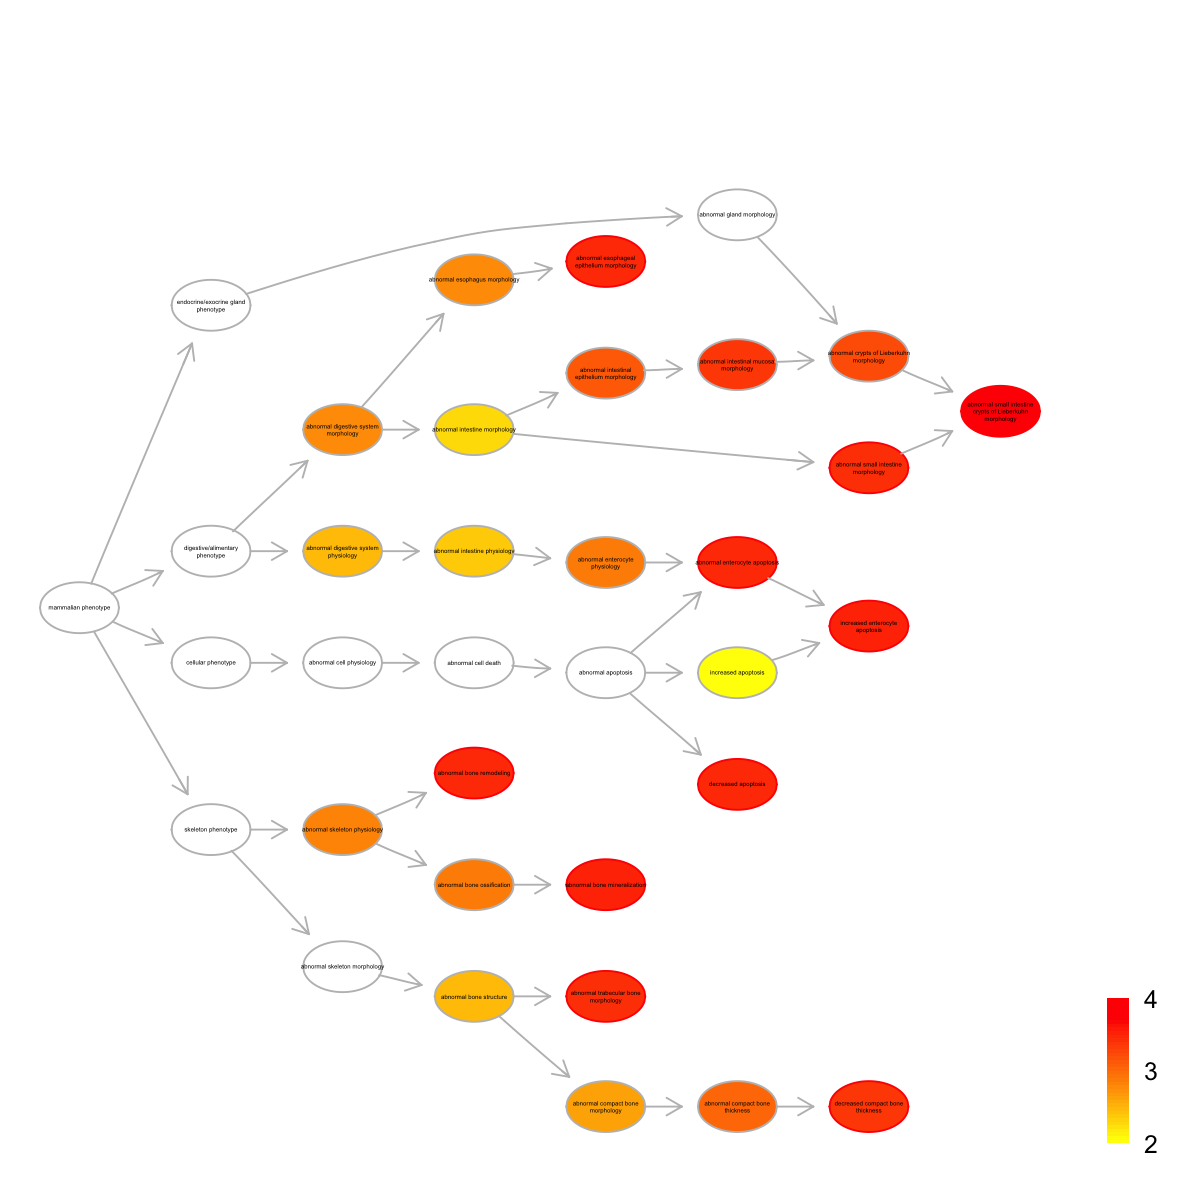 abnormal gland morphology
abnormal esophageal
epithelium morphology
abnormal esophagus morphology
endocrine/exocrine gland
phenotype
abnormal intestinal mucosa
morphology
abnormal crypts of Lieberkuhn
morphology
abnormal intestinal
epithelium morphology
abnormal small intestine
crypts of Lieberkuhn
morphology
abnormal digestive system
morphology
abnormal intestine morphology
abnormal small intestine
morphology
digestive/alimentary
phenotype
abnormal digestive system
physiology
abnormal intestine physiology
abnormal enterocyte
physiology
abnormal enterocyte apoptosis
mammalian phenotype
increased enterocyte
apoptosis
cellular phenotype
abnormal cell physiology
abnormal cell death
abnormal apoptosis
increased apoptosis
abnormal bone remodeling
decreased apoptosis
skeleton phenotype
abnormal skeleton physiology
abnormal bone ossification
abnormal bone mineralization
abnormal skeleton morphology
abnormal bone structure
abnormal trabecular bone
morphology
abnormal compact bone
morphology
abnormal compact bone
thickness
decreased compact bone
thickness
4
3
2